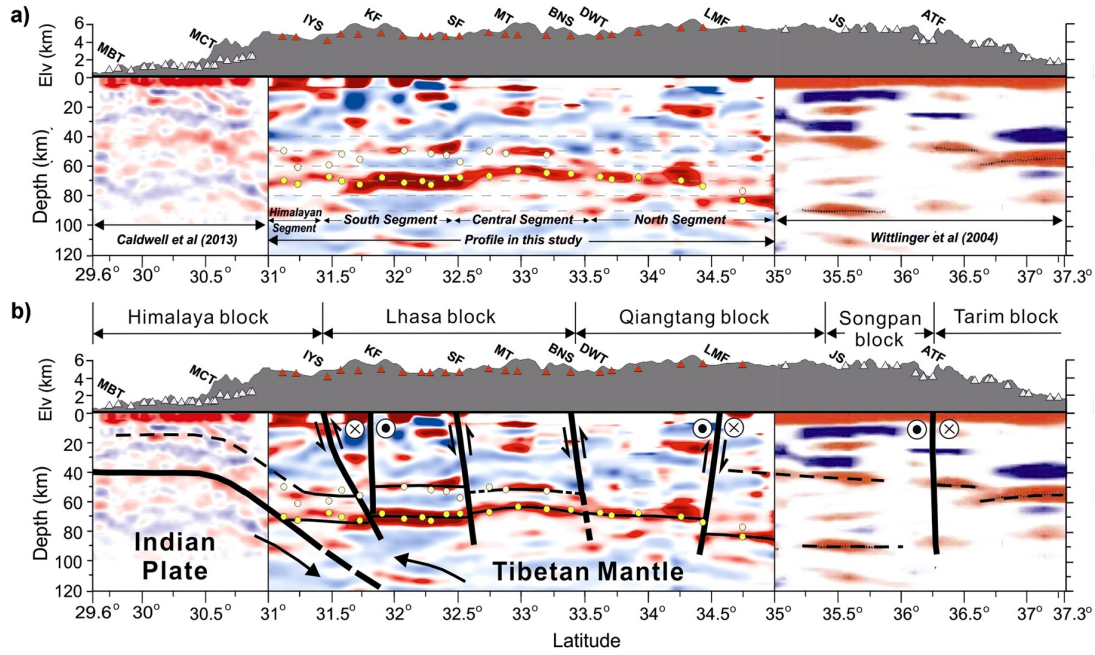 a)
MBT MCT IYS KF SF MT BNS DWT LMF JS ATF
Elv (km)
6
4
2
0
Depth (km)
20
40
60
80
100
120
Himalayan Segment
South Segment
Central Segment
North Segment
Caldwell et al (2013)
Profile in this study
Wittlinger et al (2004)
29.6° 30° 30.5° 31° 31.5° 32° 32.5° 33° 33.5° 34° 34.5° 35° 35.5° 36° 36.5° 37° 37.3°
b)
Himalaya block
Lhasa block
Qiangtang block
Songpan block
Tarim block
MBT MCT IYS KF SF MT BNS DWT LMF JS ATF
Elv (km)
6
4
2
0
Depth (km)
20
40
60
80
100
120
Indian Plate
Tibetan Mantle
29.6° 30° 30.5° 31° 31.5° 32° 32.5° 33° 33.5° 34° 34.5° 35° 35.5° 36° 36.5° 37° 37.3°
Latitude